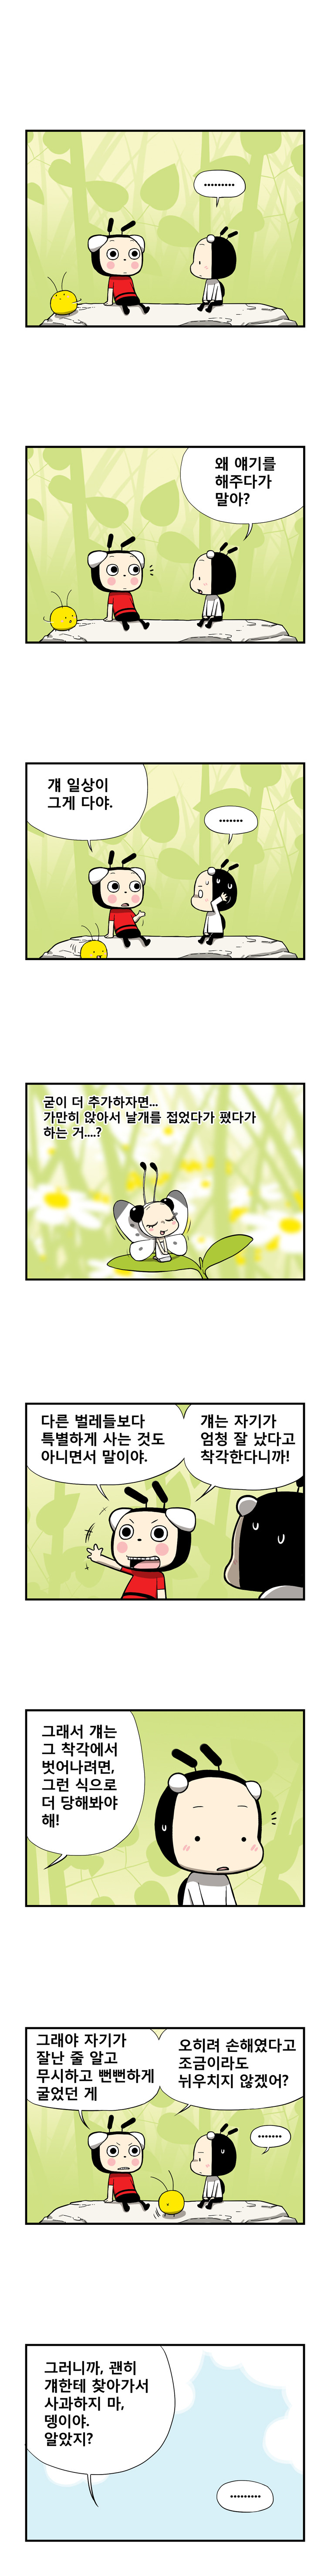 .........
왜 얘기를
해주다가
말아?
걔 일상이
그게 다야.
.......
굳이 더 추가하자면...
가만히 앉아서 날개를 접었다가 폈다가
하는 거....?
다른 벌레들보다
특별하게 사는 것도
아니면서 말이야.
걔는 자기가
엄청 잘 났다고
착각한다니까!
그래서 걔는
그 착각에서
벗어나려면,
그런 식으로
더 당해봐야
해!
그래야 자기가
잘난 줄 알고
무시하고 뻔뻔하게
굴었던 게
오히려 손해였다고
조금이라도
뉘우치지 않겠어?
.......
그러니까, 괜히
걔한테 찾아가서
사과하지 마,
뎅이야.
알았지?
.........